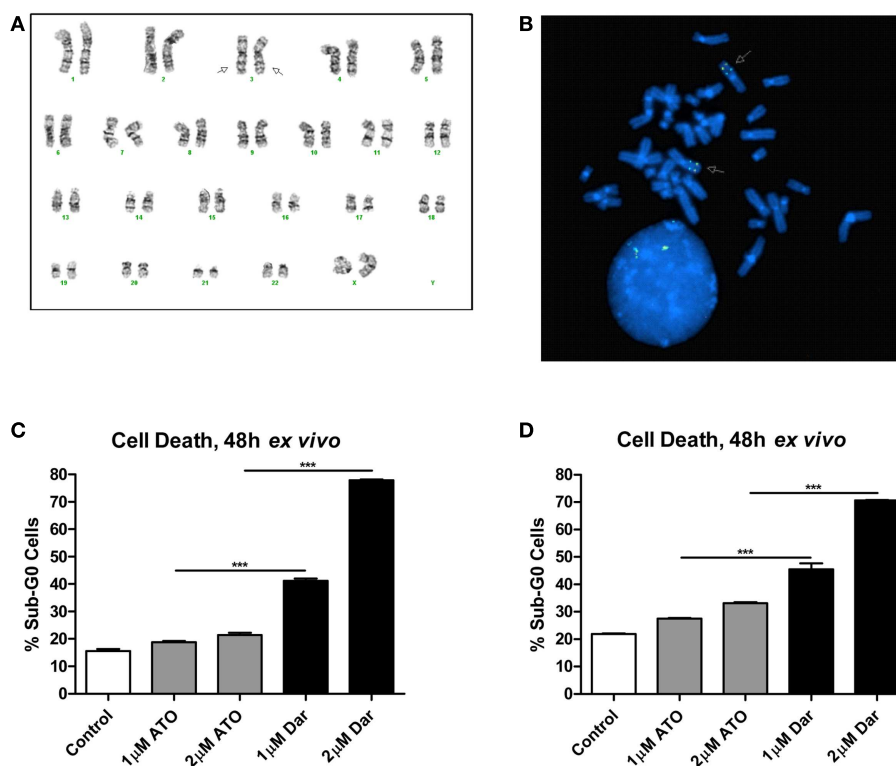 A
1 2 3 4 5
6 7 8 9 10 11 12
13 14 15 16 17 18
19 20 21 22 X Y
B
C
Cell Death, 48h ex vivo
% Sub-G0 Cells
80
70
60
50
40
30
20
10
0
***
***
Control
1μM ATO
2μM ATO
1μM Dar
2μM Dar
D
Cell Death, 48h ex vivo
% Sub-G0 Cells
80
70
60
50
40
30
20
10
0
***
***
Control
1μM ATO
2μM ATO
1μM Dar
2μM Dar